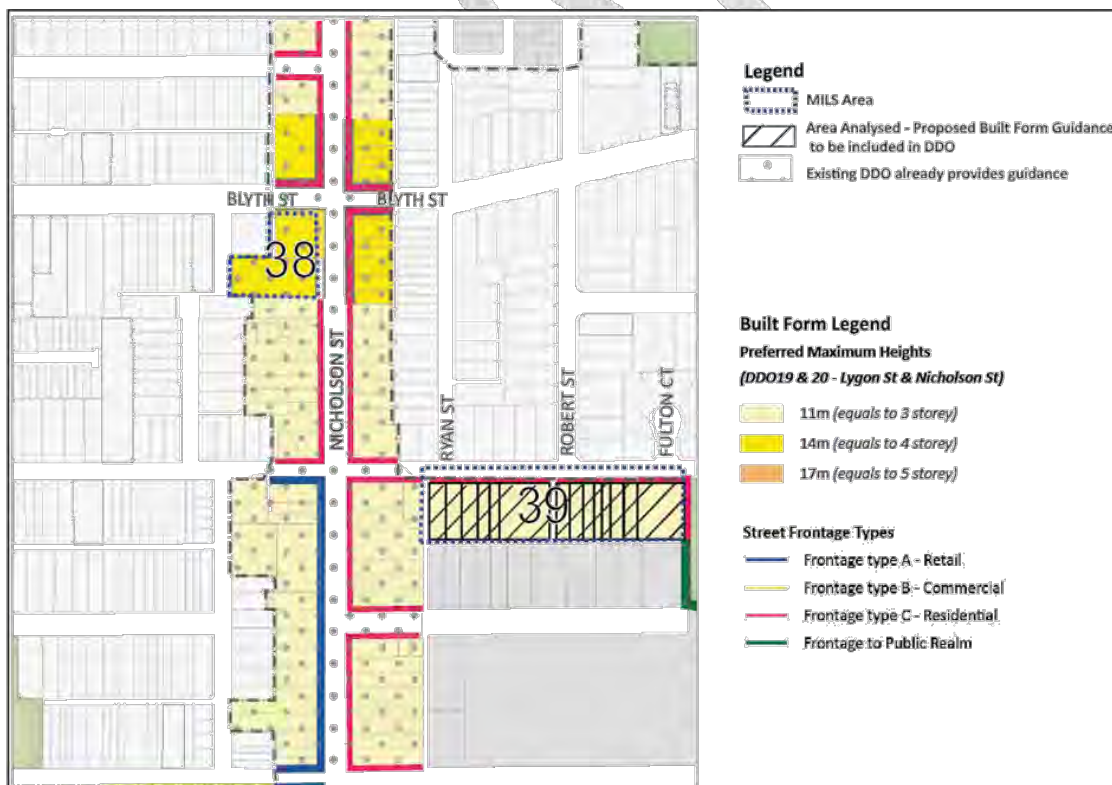 BLYTH ST
BLYTH ST
38
NICHOLSON ST
RYAN ST
ROBERT ST
FULTON CT
39
Legend
MILS Area
Area Analysed - Proposed Built Form Guidance
to be included in DDO
Existing DDO already provides guidance
Built Form Legend
Preferred Maximum Heights
(DDO19 & 20 - Lygon St & Nicholson St)
11m (equals to 3 storey)
14m (equals to 4 storey)
17m (equals to 5 storey)
Street Frontage Types
Frontage type A - Retail
Frontage type B - Commercial
Frontage type C - Residential
Frontage to Public Realm